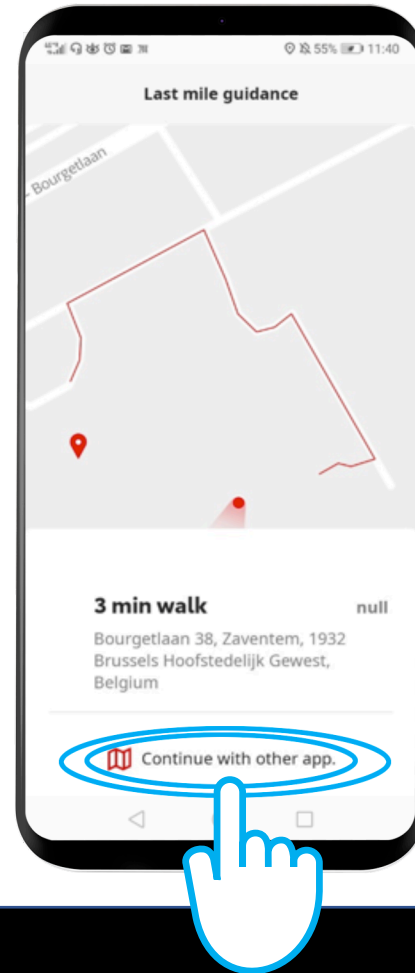 55% 11:40
Last mile guidance
- Bourgetlaan
3 min walk null
Bourgetlaan 38, Zaventem, 1932
Brussels Hoofstedelijk Gewest,
Belgium
Continue with other app.